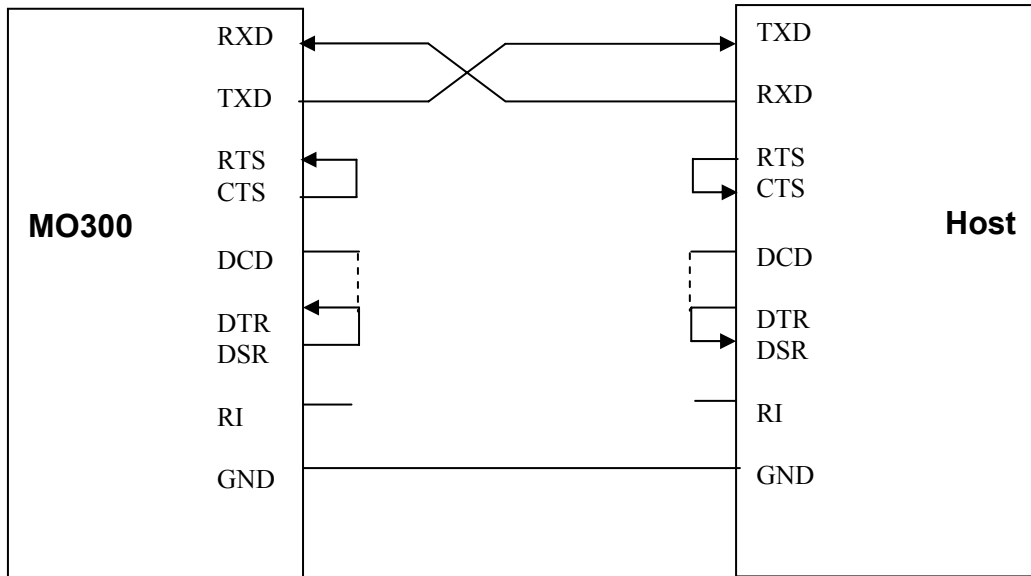 RXD
TXD
RTS
CTS
MO300
DCD
DTR
DSR
RI
GND
TXD
RXD
RTS
CTS
Host
DCD
DTR
DSR
RI
GND